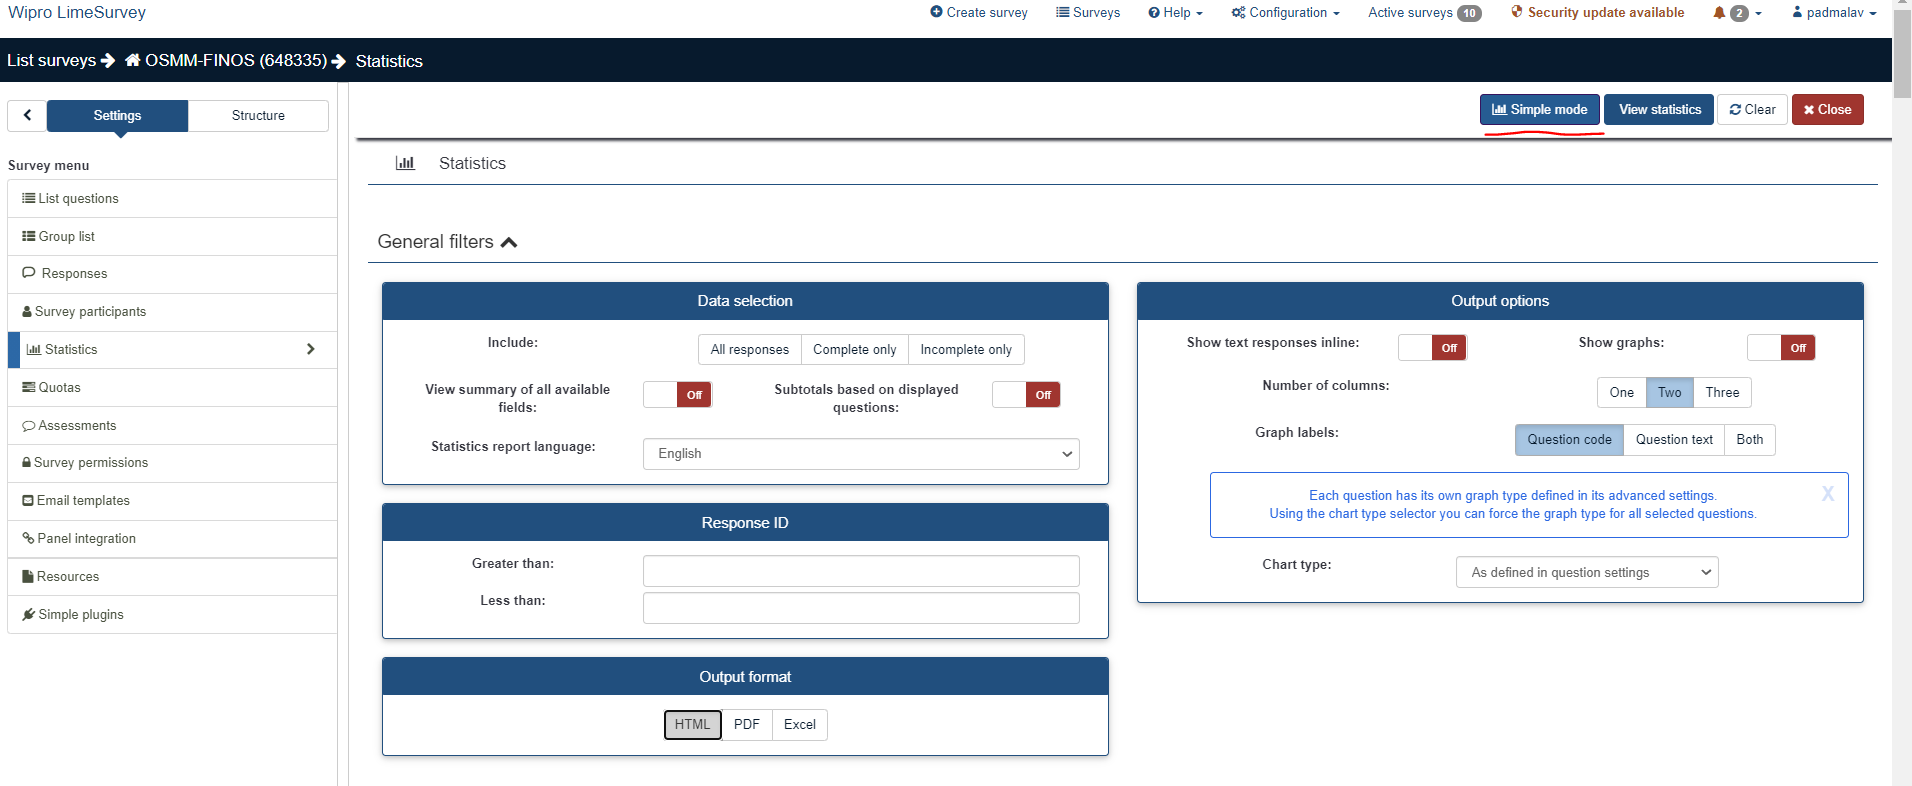 Wipro LimeSurvey
Create survey Surveys Help Configuration Active surveys 10 Security update available 2 padmalav
List surveys OSMM-FINOS (648335) Statistics
Settings Structure
Simple mode View statistics Clear Close
Survey menu
List questions
Group list
Responses
Survey participants
Statistics
Quotas
Assessments
Survey permissions
Email templates
Panel integration
Resources
Simple plugins
Statistics
General filters
Data selection
Include: All responses Complete only Incomplete only
View summary of all available
fields: Off
Subtotals based on displayed
questions: Off
Statistics report language: English
Response ID
Greater than:
Less than:
Output format
HTML PDF Excel
Output options
Show text responses inline: Off Show graphs: Off
Number of columns: One Two Three
Graph labels: Question code Question text Both
Each question has its own graph type defined in its advanced settings. X
Using the chart type selector you can force the graph type for all selected questions.
Chart type: As defined in question settings